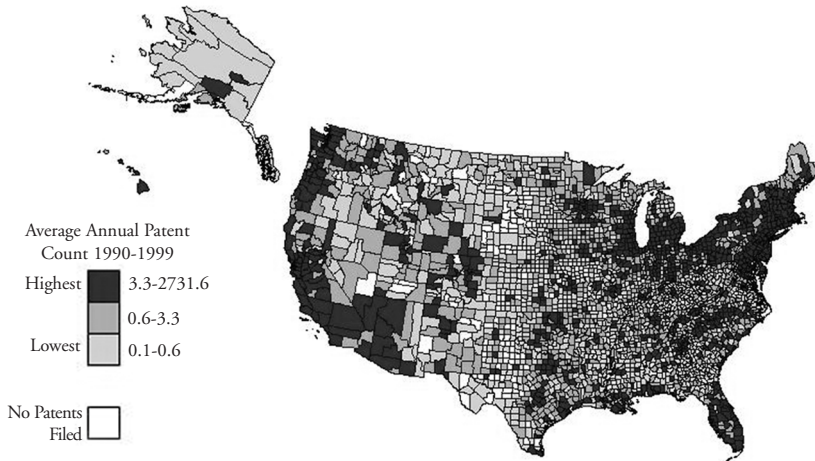 Average Annual Patent
Count 1990-1999
Highest 3.3-2731.6
0.6-3.3
Lowest 0.1-0.6
No Patents
Filed